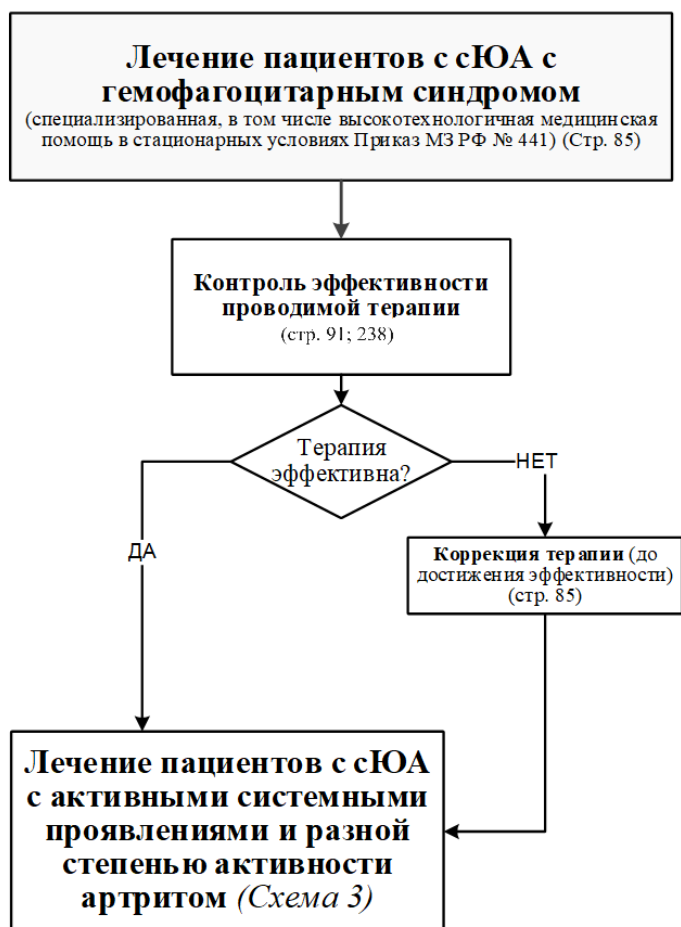 Лечение пациентов с сЮА с
гемофагоцитарным синдромом
(специализированная, в том числе высокотехнологичная медицинская
помощь в стационарных условиях Приказ МЗ РФ № 441) (Стр. 85)
Контроль эффективности
проводимой терапии
(стр. 91; 238)
Терапия
эффективна?
НЕТ
ДА
Коррекция терапии (до
достижения эффективности)
(стр. 85)
Лечение пациентов с сЮА
с активными системными
проявлениями и разной
степенью активности
артритом (Схема 3)